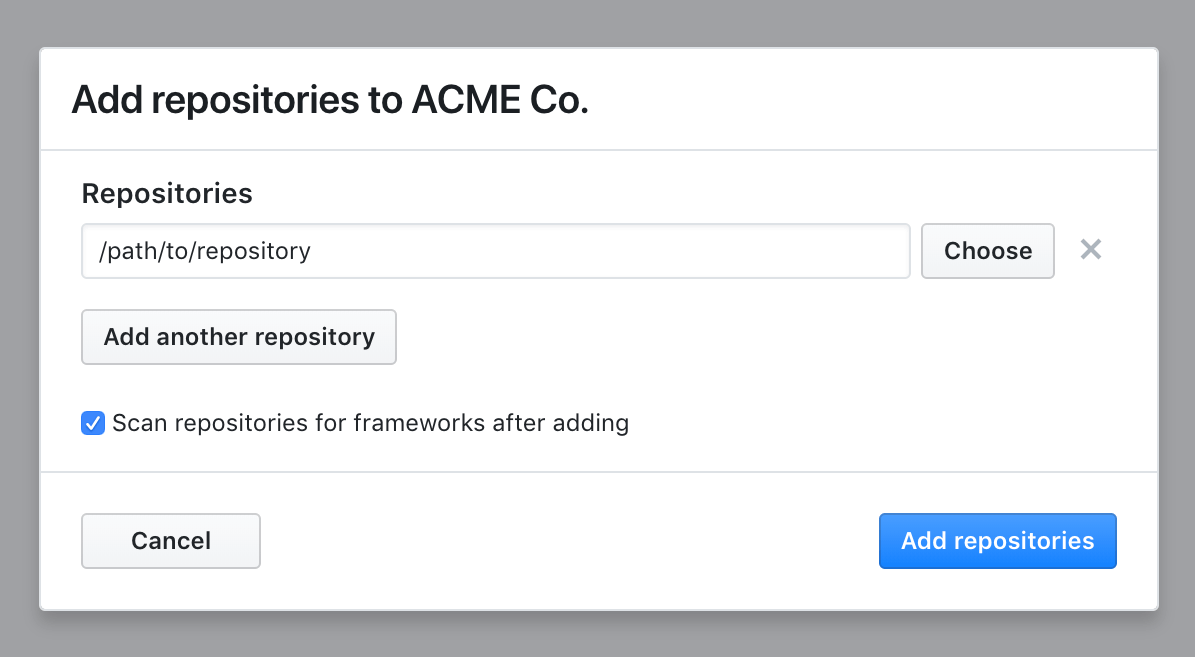 Add repositories to ACME Co.
Repositories
/path/to/repository
Choose
Add another repository
Scan repositories for frameworks after adding
Cancel
Add repositories